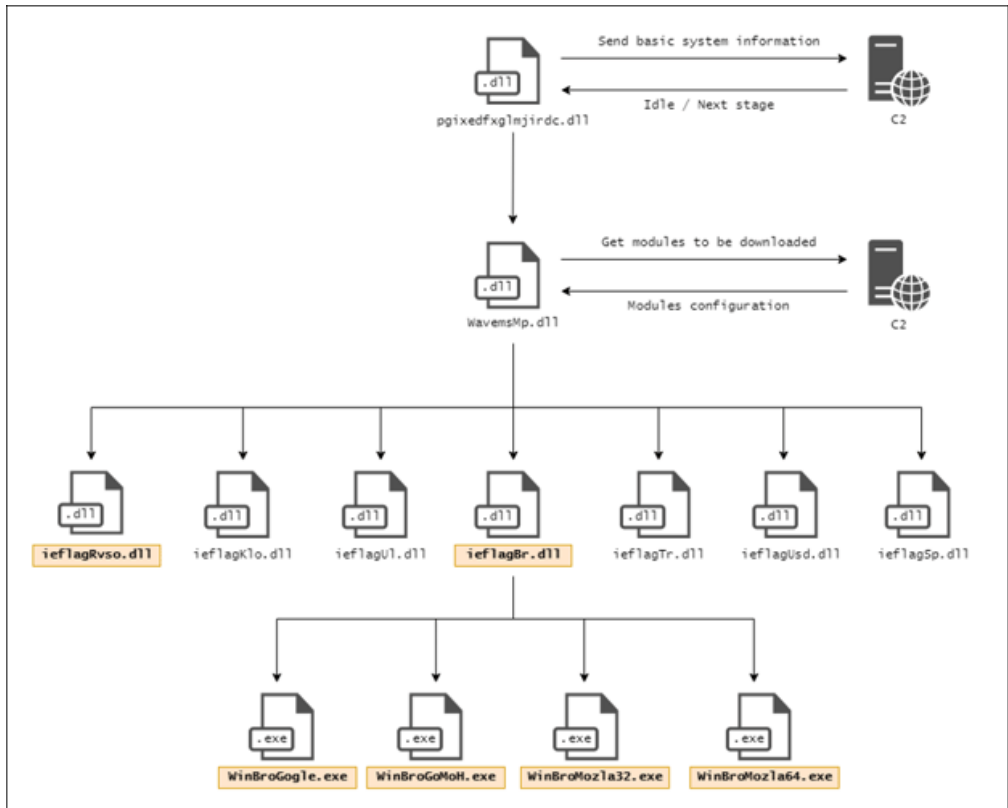 Send basic system information
.dll
Idle / Next stage
pgixedfxglmjirdc.dll
C2
Get modules to be downloaded
.dll
Modules configuration
WavemsMp.dll
C2
.dll .dll .dll .dll .dll .dll .dll
ieflagRvso.dll ieflagKlo.dll ieflagUl.dll ieflagBr.dll ieflagTr.dll ieflagUsd.dll ieflagSp.dll
.exe .exe .exe .exe
WinBroGogle.exe WinBroGoMoH.exe WinBroMozla32.exe WinBroMozla64.exe